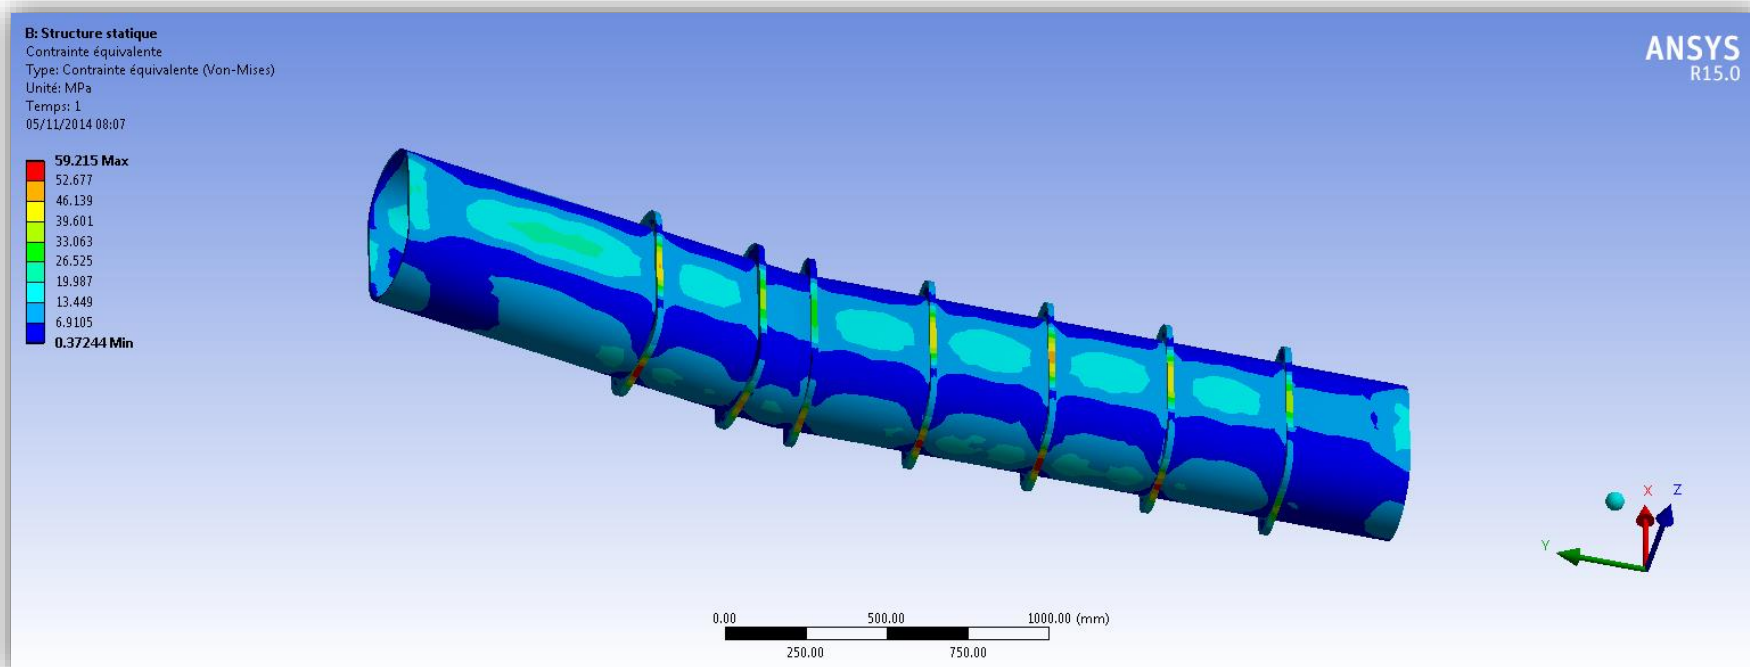 B: Structure statique
Contrainte équivalente
Type: Contrainte équivalente (Von-Mises)
Unité: MPa
Temps: 1
05/11/2014 08:07
59.215 Max
52.677
46.139
39.601
33.063
26.525
19.987
13.449
6.9105
0.37244 Min
ANSYS
R15.0
X Z
Y
0.00 500.00 1000.00 (mm)
250.00 750.00